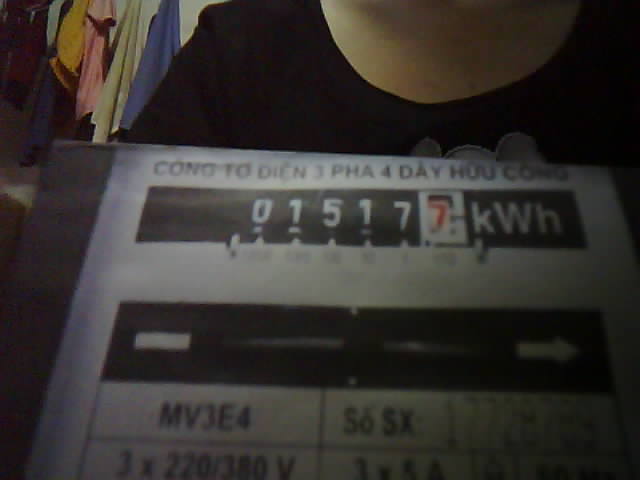 CÔNG TƠ ĐIỆN 3 PHA 4 DÂY HỮU CÔNG
0 1 5 1 7 7 kWh
MV3E4 Số SX:
3 x 220/380 V 3 x 5 A